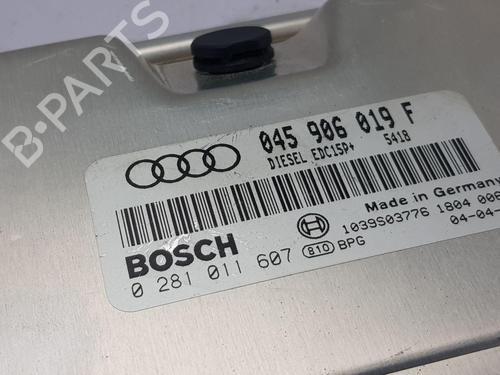 B-PARTS
045 906 019 F
DIESEL EDC15P+ 5418
Made in Germany
BOSCH
1039S03776 1804 006
0 281 011 607 810 BPG 04-04